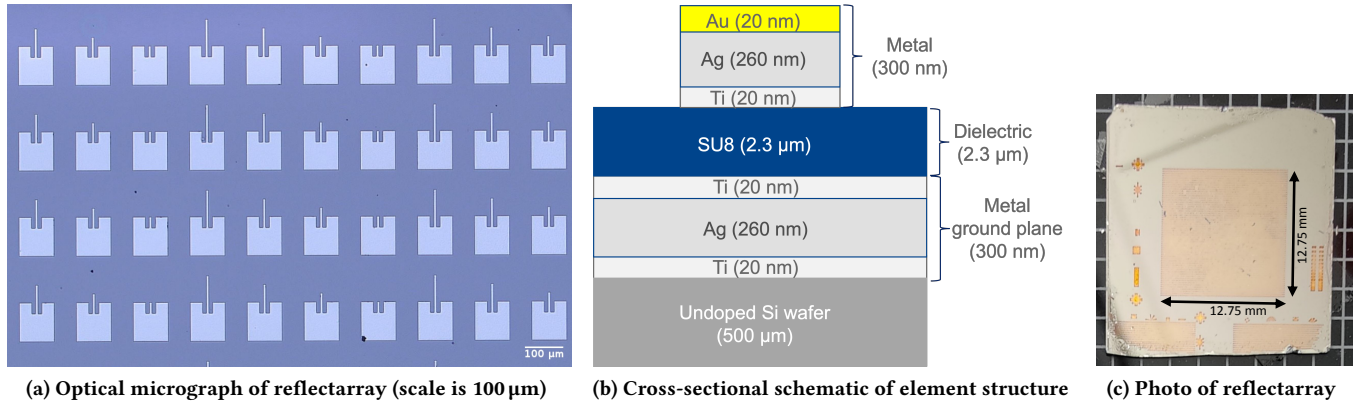 100 µm
(a) Optical micrograph of reflectarray (scale is 100 µm)
Au (20 nm)
Ag (260 nm)
Ti (20 nm)
Metal
(300 nm)
SU8 (2.3 µm)
Dielectric
(2.3 µm)
Ti (20 nm)
Ag (260 nm)
Ti (20 nm)
Metal
ground plane
(300 nm)
Undoped Si wafer
(500 µm)
(b) Cross-sectional schematic of element structure
12.75 mm
12.75 mm
(c) Photo of reflectarray